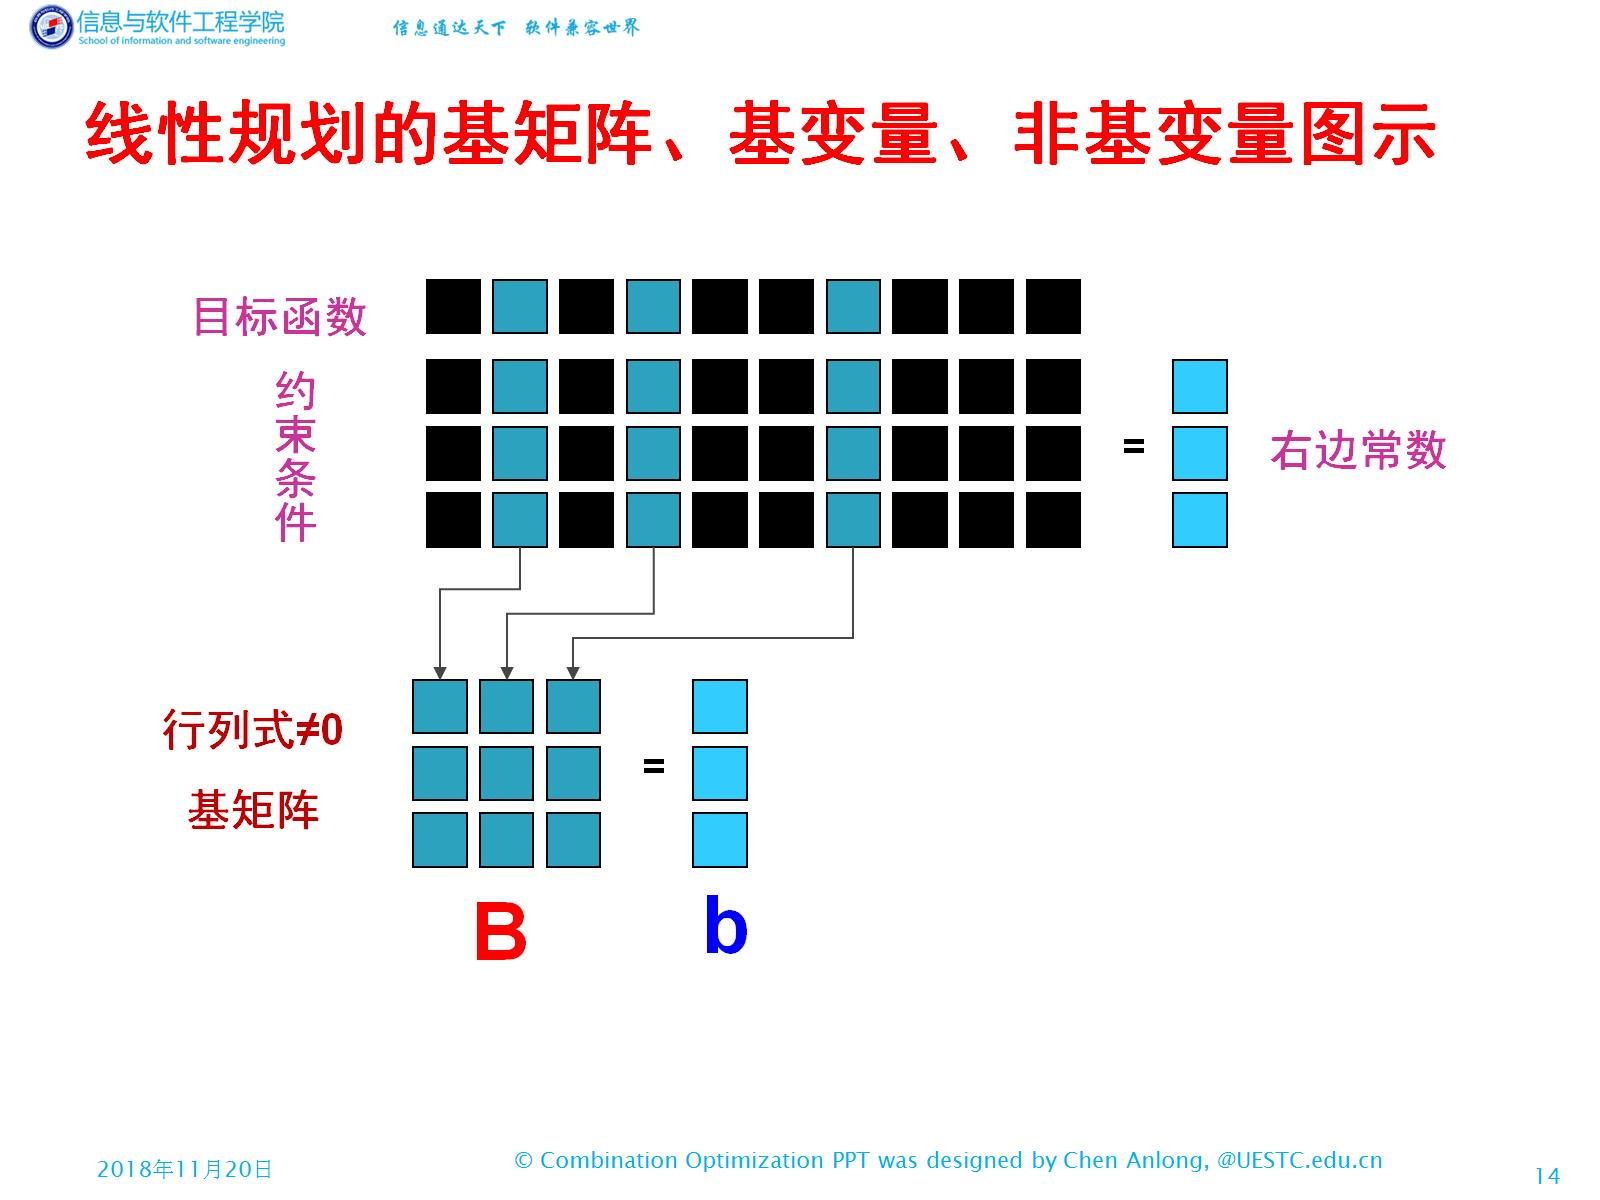 信息与软件工程学院
School of information and software engineering
信息通达天下 软件兼容世界
线性规划的基矩阵、基变量、非基变量图示
目标函数
约
束
条
件
=
右边常数
行列式≠0
基矩阵
=
B
b
2018年11月20日
© Combination Optimization PPT was designed by Chen Anlong, @UESTC.edu.cn
14